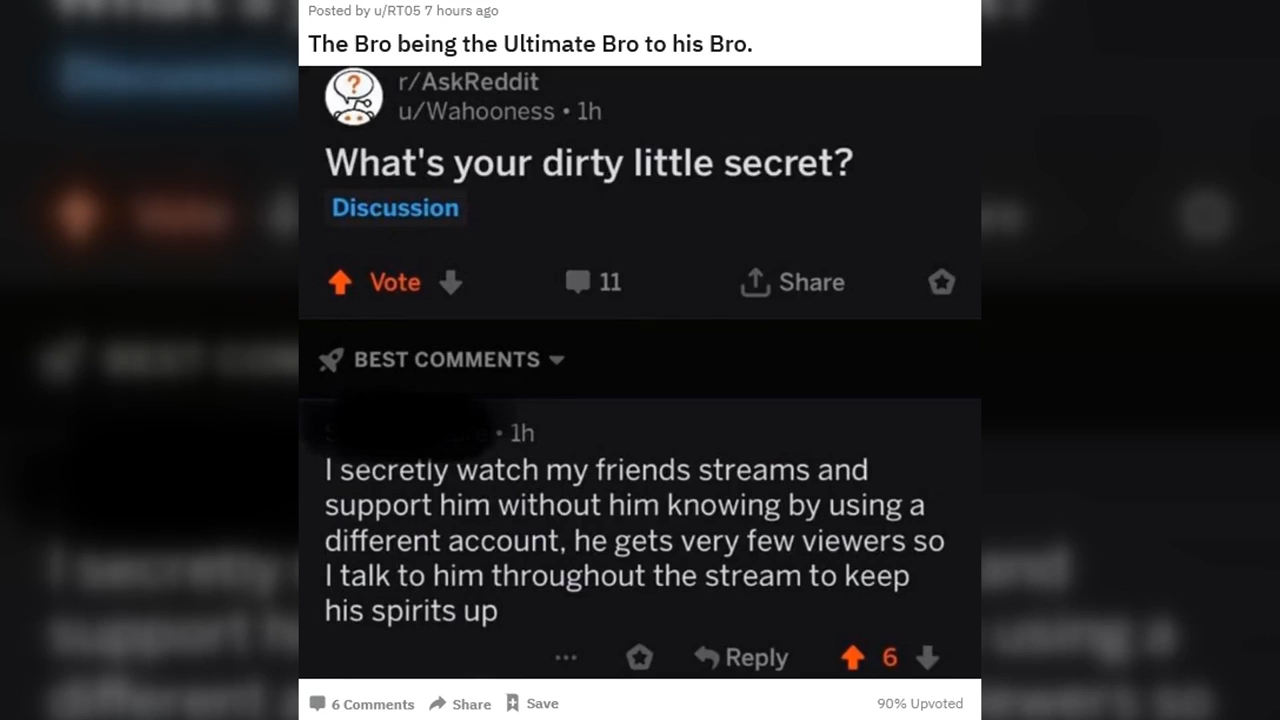 Posted by u/RT05 7 hours ago
The Bro being the Ultimate Bro to his Bro.
r/AskReddit
u/Wahooness • 1h
What's your dirty little secret?
Discussion
Vote
11
Share
BEST COMMENTS
• 1h
I secretly watch my friends streams and
support him without him knowing by using a
different account, he gets very few viewers so
I talk to him throughout the stream to keep
his spirits up
... Reply 6
6 Comments Share Save 90% Upvoted